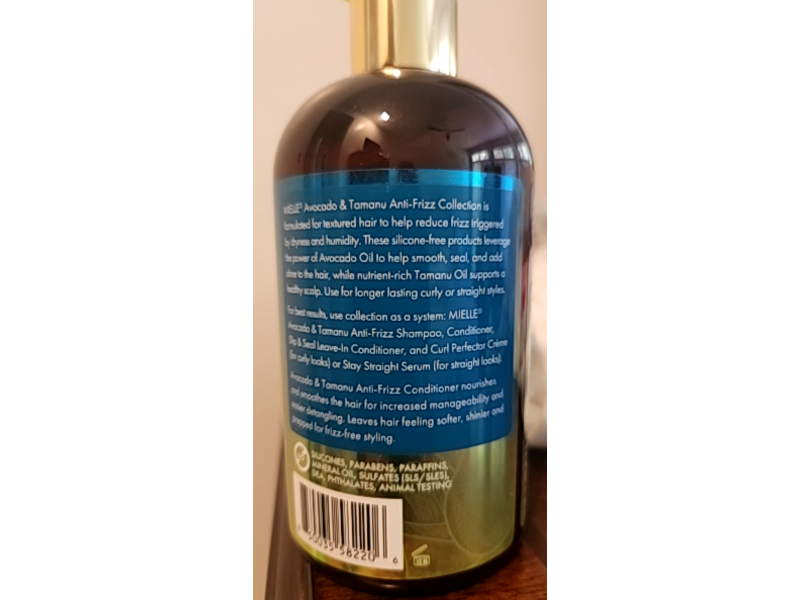 MIELLE® Avocado & Tamanu Anti-Frizz Collection is
formulated for textured hair to help reduce frizz triggered
by dryness and humidity. These silicone-free products leverage
the power of Avocado Oil to help smooth, seal, and add
shine to the hair, while nutrient-rich Tamanu Oil supports a
healthy scalp. Use for longer lasting curly or straight styles.
For best results, use collection as a system: MIELLE®
Avocado & Tamanu Anti-Frizz Shampoo, Conditioner,
Slip & Seal Leave-In Conditioner, and Curl Perfector Crème
(for curly looks) or Stay Straight Serum (for straight looks).
Avocado & Tamanu Anti-Frizz Conditioner nourishes
and smoothes the hair for increased manageability and
easier detangling. Leaves hair feeling softer, shinier and
prepped for frizz-free styling.
SILICONES, PARABENS, PARAFFINS,
MINERAL OIL, SULFATES (SLS/SLES),
DEA, PHTHALATES, ANIMAL TESTING
50035 58220 6